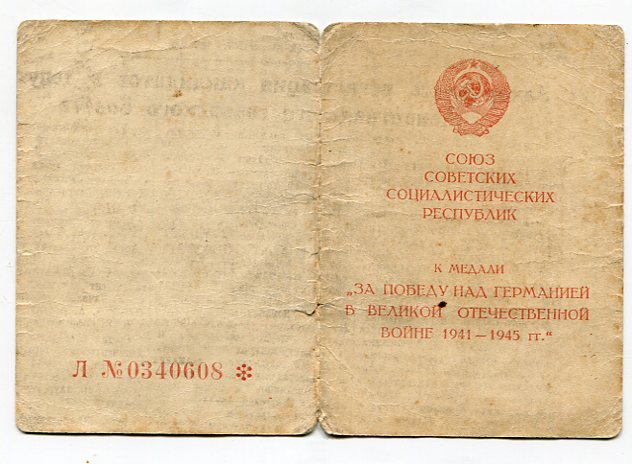 Л №0340608 ✻
СОЮЗ
СОВЕТСКИХ
СОЦИАЛИСТИЧЕСКИХ
РЕСПУБЛИК
К МЕДАЛИ
„ЗА ПОБЕДУ НАД ГЕРМАНИЕЙ
В ВЕЛИКОЙ ОТЕЧЕСТВЕННОЙ
ВОЙНЕ 1941—1945 гг.“